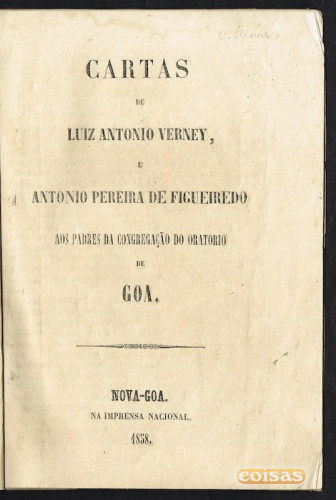 CARTAS
DE
LUIZ ANTONIO VERNEY,
E
ANTONIO PEREIRA DE FIGUEIREDO
AOS PADRES DA CONGREGAÇÃO DO ORATORIO
DE
GOA.
NOVA-GOA.
NA IMPRENSA NACIONAL.
1858.
coisas